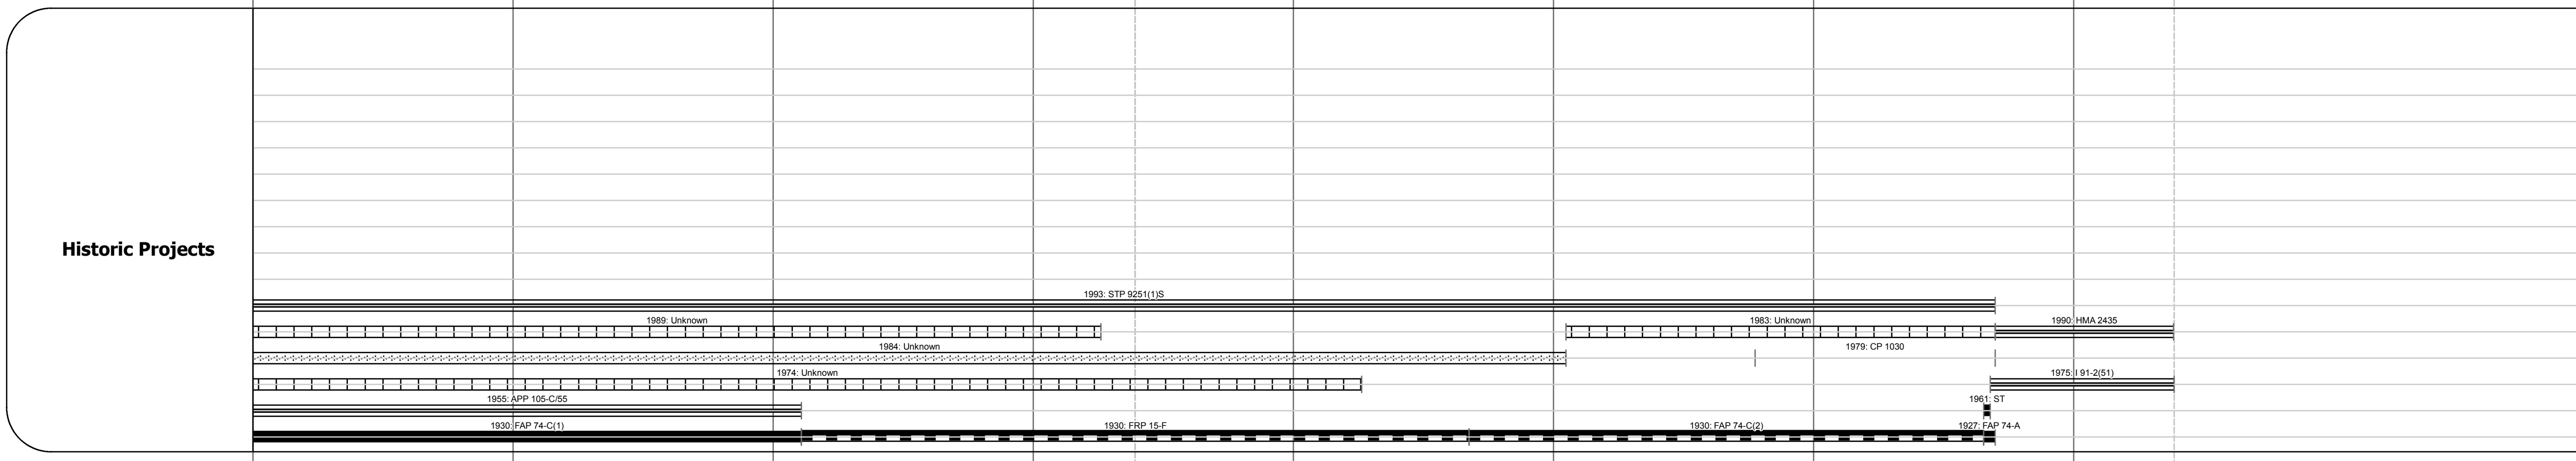 Historic Projects
1993: STP 9251(1)S
1989: Unknown
1983: Unknown
1990: HMA 2435
1984: Unknown
1979: CP 1030
1974: Unknown
1975: I 91-2(51)
1955: APP 105-C/55
1961: ST
1930: FAP 74-C(1)
1930: FRP 15-F
1930: FAP 74-C(2)
1927: FAP 74-A